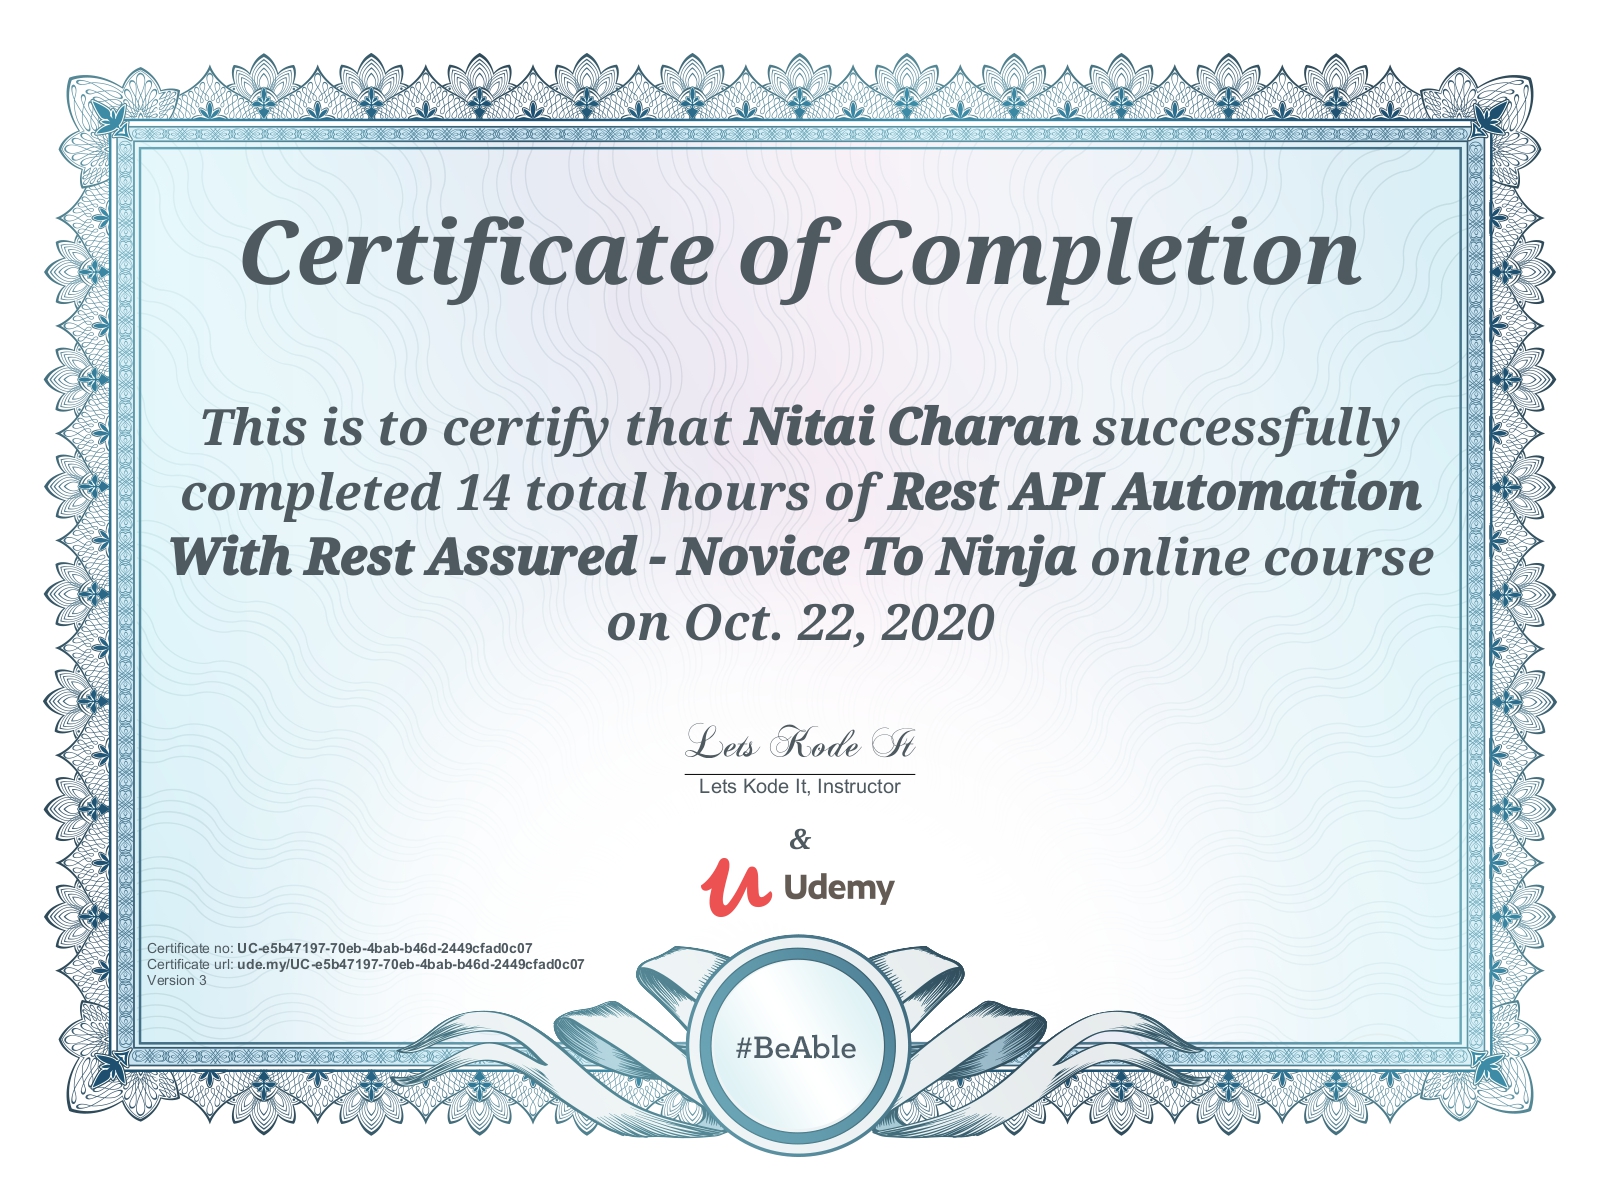 Certificate of Completion
This is to certify that Nitai Charan successfully
completed 14 total hours of Rest API Automation
With Rest Assured - Novice To Ninja online course
on Oct. 22, 2020
Lets Kode It
Lets Kode It, Instructor
&
Udemy
Certificate no: UC-e5b47197-70eb-4bab-b46d-2449cfad0c07
Certificate url: ude.my/UC-e5b47197-70eb-4bab-b46d-2449cfad0c07
Version 3
#BeAble